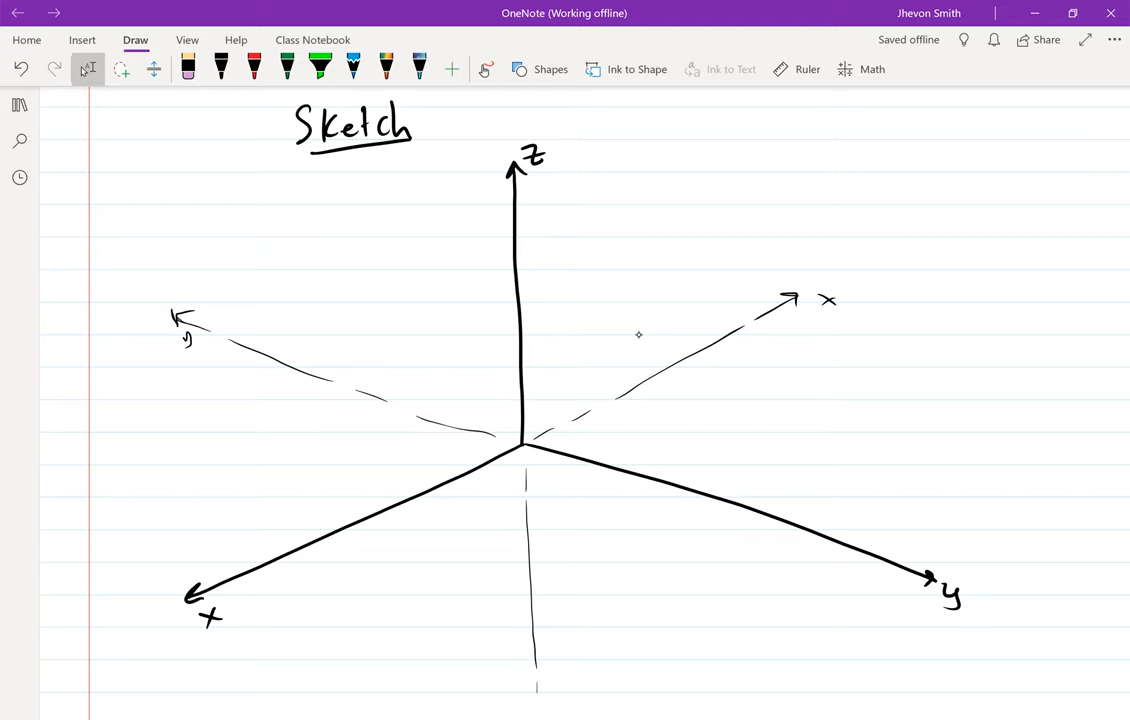 OneNote (Working offline)
Jhevon Smith
Home Insert Draw View Help Class Notebook
Saved offline
Share
Shapes
Ink to Shape
Ink to Text
Ruler
Math
Sketch
z
x
y
x
y